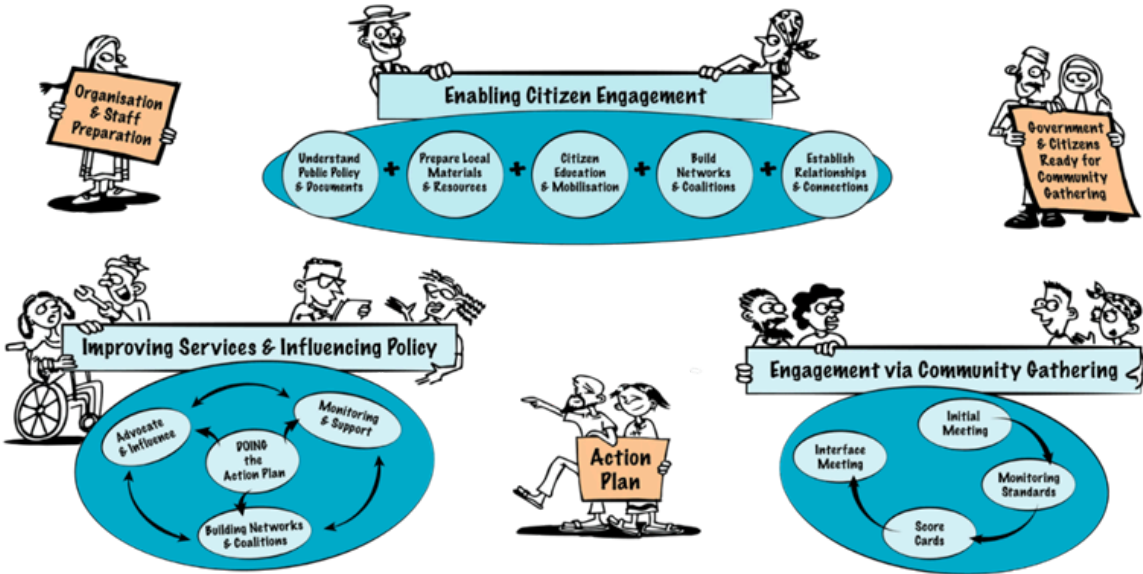 Organisation
& Staff
Preparation
Enabling Citizen Engagement
Understand
Public Policy
& Documents
+
Prepare Local
Materials
& Resources
+
Citizen
Education
& Mobilisation
+
Build
Networks
& Coalitions
+
Establish
Relationships
& Connections
Government
& Citizens
Ready for
Community
Gathering
Improving Services & Influencing Policy
Advocate
& Influence
Monitoring
& Support
DOING
the
Action Plan
Building Networks
& Coalitions
Action
Plan
Engagement via Community Gathering
Initial
Meeting
Monitoring
Standards
Score
Cards
Interface
Meeting